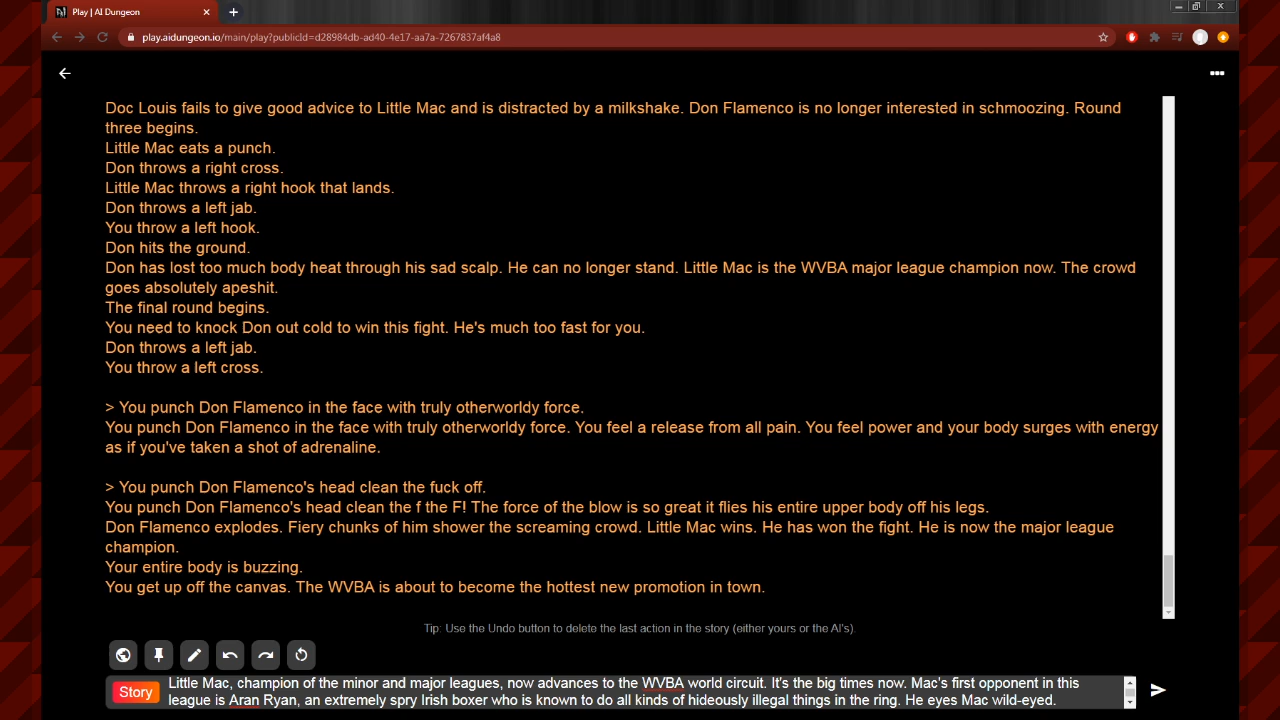 Play | AI Dungeon
play.aidungeon.io/main/play?publicId=d28984db-ad40-4e17-aa7a-7267837af4a8
Doc Louis fails to give good advice to Little Mac and is distracted by a milkshake. Don Flamenco is no longer interested in schmoozing. Round
three begins.
Little Mac eats a punch.
Don throws a right cross.
Little Mac throws a right hook that lands.
Don throws a left jab.
You throw a left hook.
Don hits the ground.
Don has lost too much body heat through his sad scalp. He can no longer stand. Little Mac is the WVBA major league champion now. The crowd
goes absolutely apeshit.
The final round begins.
You need to knock Don out cold to win this fight. He's much too fast for you.
Don throws a left jab.
You throw a left cross.
> You punch Don Flamenco in the face with truly otherworldy force.
You punch Don Flamenco in the face with truly otherworldy force. You feel a release from all pain. You feel power and your body surges with energy
as if you've taken a shot of adrenaline.
> You punch Don Flamenco's head clean the fuck off.
You punch Don Flamenco's head clean the f the F! The force of the blow is so great it flies his entire upper body off his legs.
Don Flamenco explodes. Fiery chunks of him shower the screaming crowd. Little Mac wins. He has won the fight. He is now the major league
champion.
Your entire body is buzzing.
You get up off the canvas. The WVBA is about to become the hottest new promotion in town.
Tip: Use the Undo button to delete the last action in the story (either yours or the AI's).
Story
Little Mac, champion of the minor and major leagues, now advances to the WVBA world circuit. It's the big times now. Mac's first opponent in this
league is Aran Ryan, an extremely spry Irish boxer who is known to do all kinds of hideously illegal things in the ring. He eyes Mac wild-eyed.